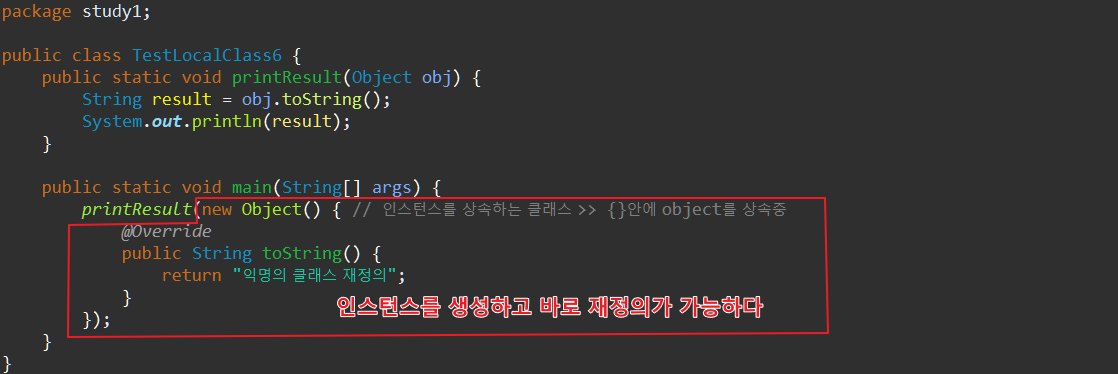 package study1;
public class TestLocalClass6 {
public static void printResult(Object obj) {
String result = obj.toString();
System.out.println(result);
}
public static void main(String[] args) {
printResult(new Object() { // 인스턴스를 상속하는 클래스 >> {}안에 object를 상속중
@Override
public String toString() {
return "익명의 클래스 재정의";
}
인스턴스를 생성하고 바로 재정의가 가능하다
});
}
}